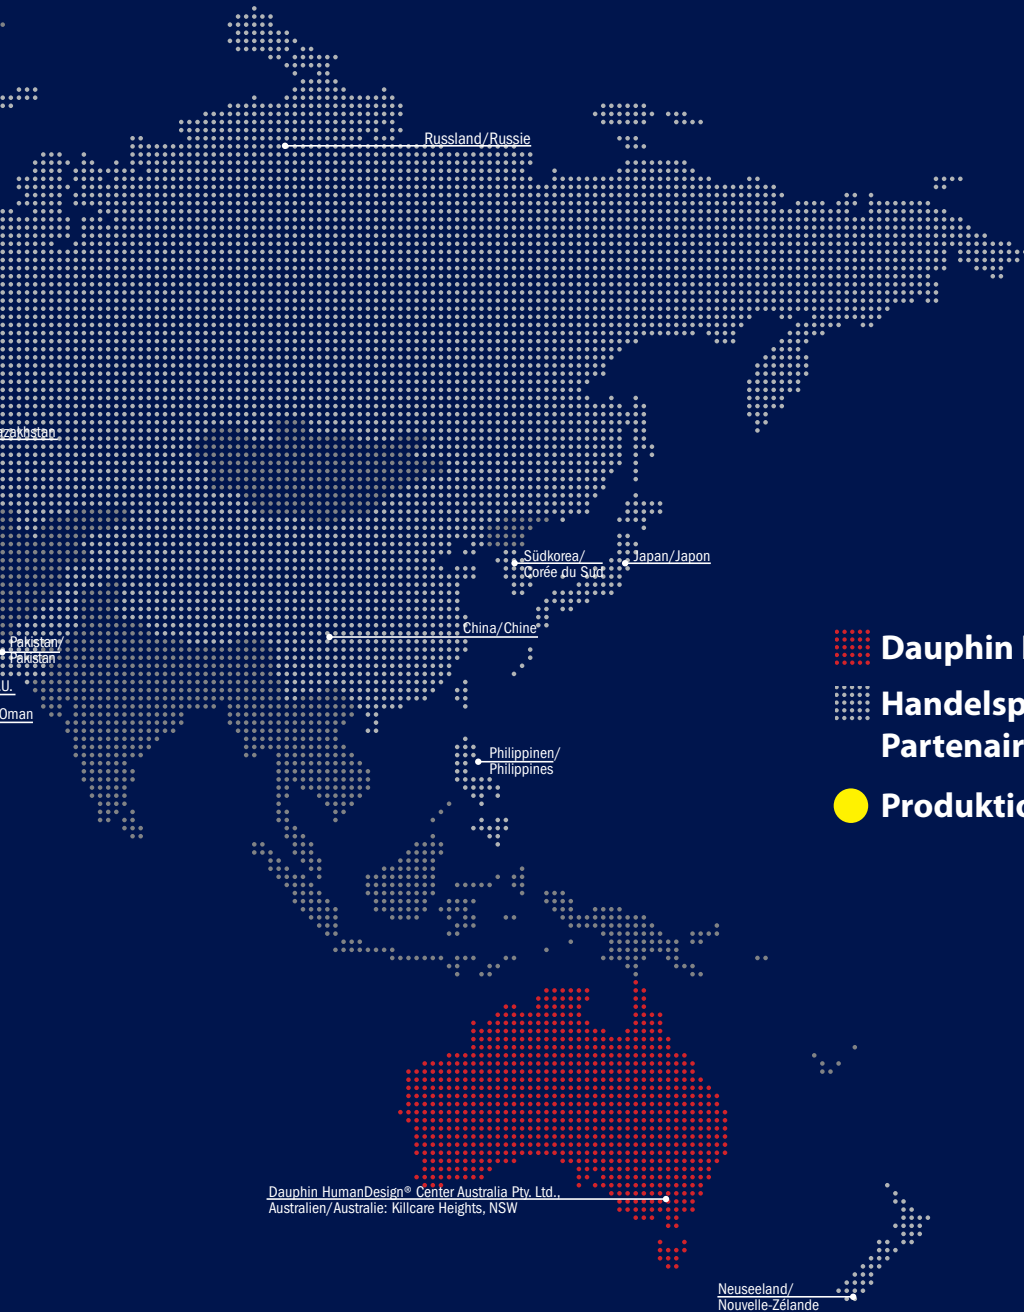 Russland/Russie
azakhstan
Südkorea/
Corée du Sud
Japan/Japon
China/Chine
Pakistan/
Pakistan
.U.
Oman
Dauphin
Handelsp
Partenair
Produktio
Philippinen/
Philippines
Dauphin HumanDesign® Center Australia Pty. Ltd.,
Australien/Australie: Killcare Heights, NSW
Neuseeland/
Nouvelle-Zélande